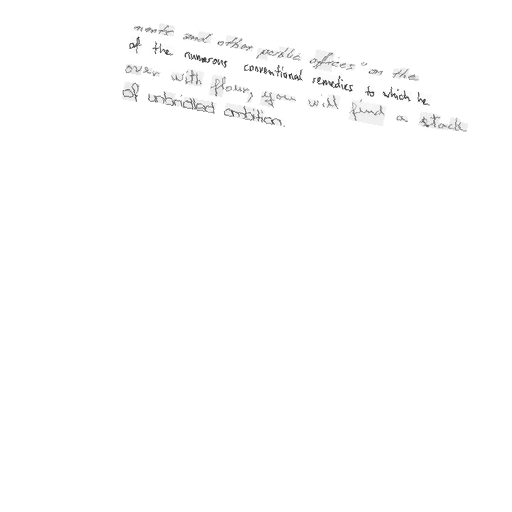 ments and other public offices" on the
of the numerous conventional remedies to which he
over with flour, you will find a stack
of unbridled ambition.